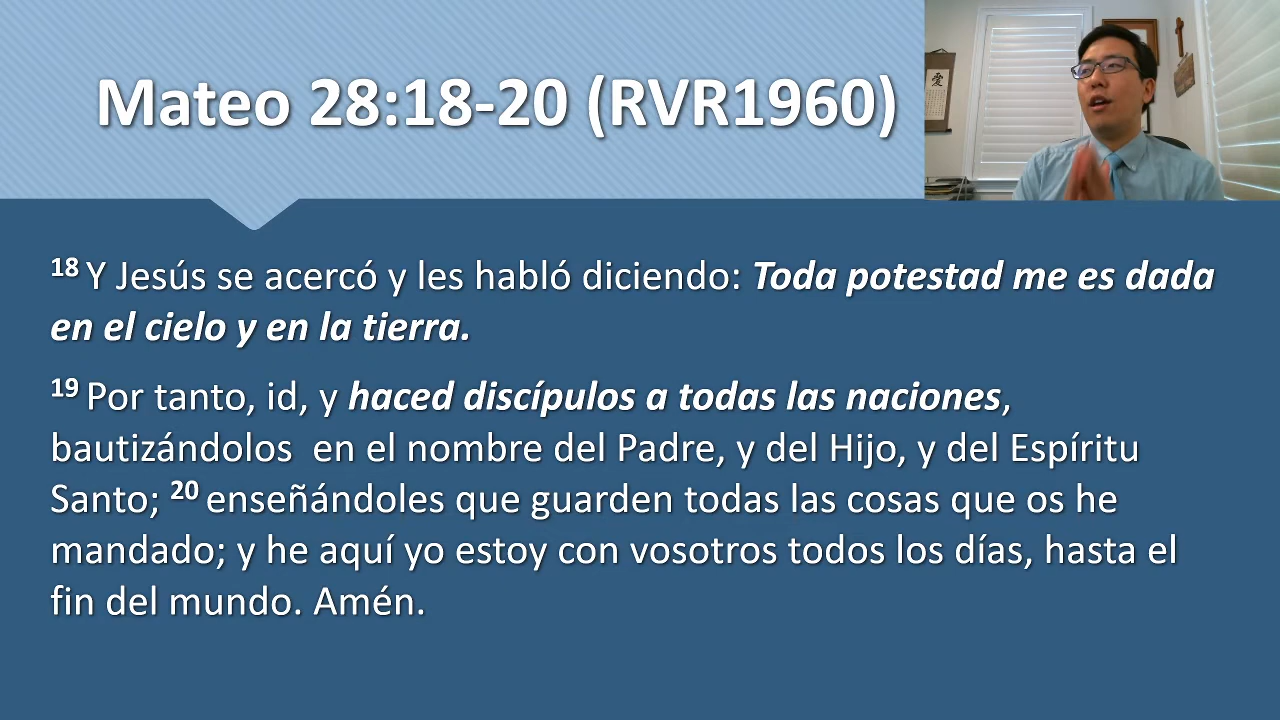 Mateo 28:18-20 (RVR1960)
愛
18 Y Jesús se acercó y les habló diciendo: Toda potestad me es dada
en el cielo y en la tierra.
19 Por tanto, id, y haced discípulos a todas las naciones,
bautizándolos en el nombre del Padre, y del Hijo, y del Espíritu
Santo; 20 enseñándoles que guarden todas las cosas que os he
mandado; y he aquí yo estoy con vosotros todos los días, hasta el
fin del mundo. Amén.